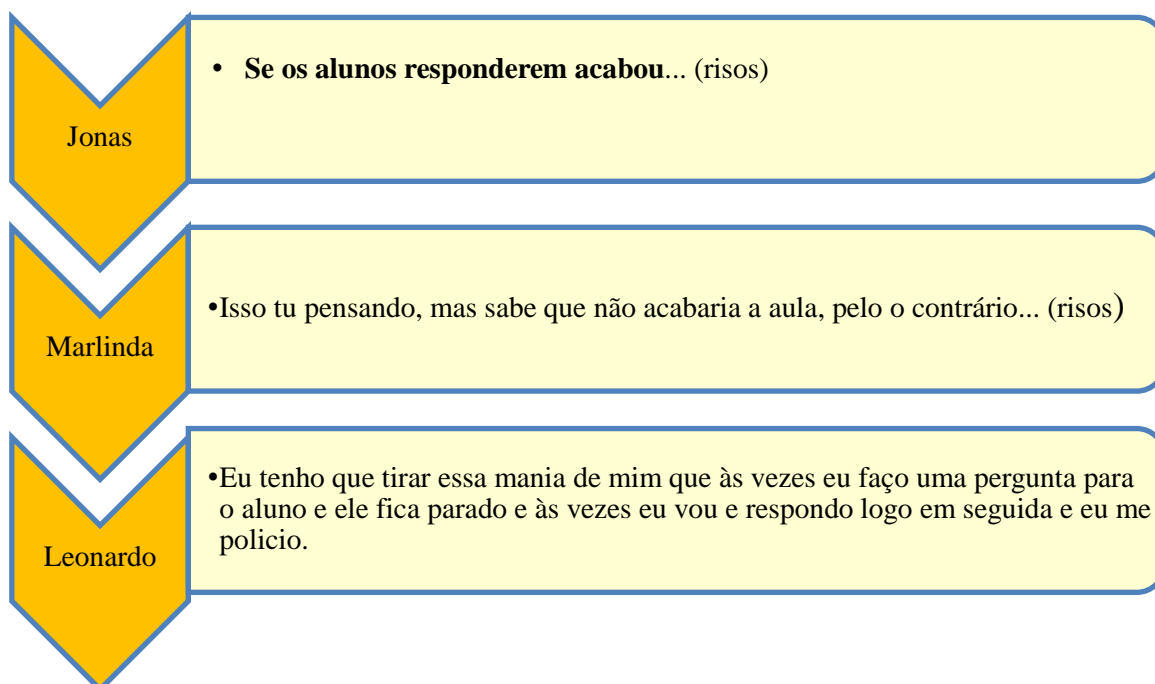 Jonas
• Se os alunos responderem acabou... (risos)
Marlinda
•Isso tu pensando, mas sabe que não acabaria a aula, pelo o contrário... (risos)
Leonardo
•Eu tenho que tirar essa mania de mim que às vezes eu faço uma pergunta para
o aluno e ele fica parado e às vezes eu vou e respondo logo em seguida e eu me
policio.